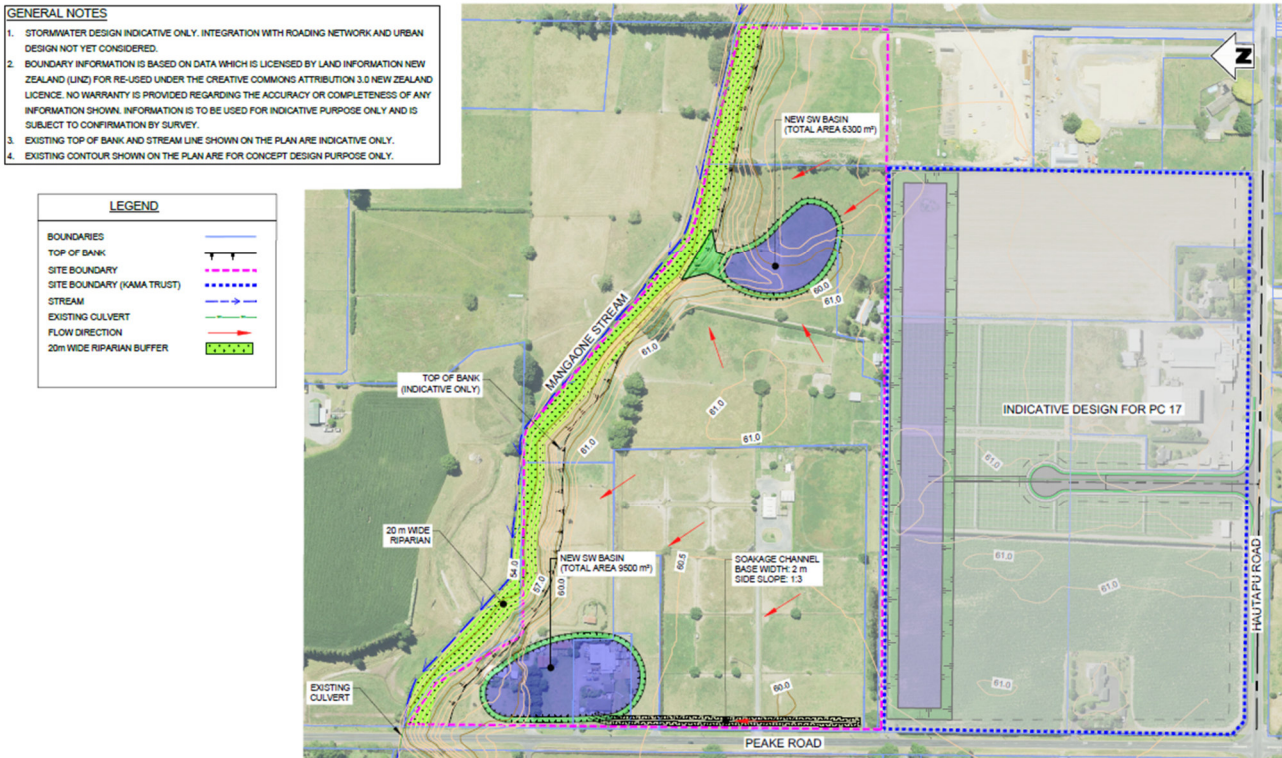 GENERAL NOTES
1. STORMWATER DESIGN INDICATIVE ONLY. INTEGRATION WITH ROADING NETWORK AND URBAN
DESIGN NOT YET CONSIDERED.
2. BOUNDARY INFORMATION IS BASED ON DATA WHICH IS LICENSED BY LAND INFORMATION NEW
ZEALAND (LINZ) FOR RE-USED UNDER THE CREATIVE COMMONS ATTRIBUTION 3.0 NEW ZEALAND
LICENCE. NO WARRANTY IS PROVIDED REGARDING THE ACCURACY OR COMPLETENESS OF ANY
INFORMATION SHOWN. INFORMATION IS TO BE USED FOR INDICATIVE PURPOSE ONLY AND IS
SUBJECT TO CONFIRMATION BY SURVEY.
3. EXISTING TOP OF BANK AND STREAM LINE SHOWN ON THE PLAN ARE INDICATIVE ONLY.
4. EXISTING CONTOUR SHOWN ON THE PLAN ARE FOR CONCEPT DESIGN PURPOSE ONLY.
LEGEND
BOUNDARIES
TOP OF BANK
SITE BOUNDARY
SITE BOUNDARY (KAMA TRUST)
STREAM
EXISTING CULVERT
FLOW DIRECTION
20m WIDE RIPARIAN BUFFER
Z
NEW SW BASIN
(TOTAL AREA 6300 m²)
60.0
61.0
MANGAONE STREAM
61.0
TOP OF BANK
(INDICATIVE ONLY)
61.0
61.0
61.0
INDICATIVE DESIGN FOR PC 17
61.0
20 m WIDE
RIPARIAN
54.0
57.0
60.0
NEW SW BASIN
(TOTAL AREA 9500 m²)
60.5
SOAKAGE CHANNEL
BASE WIDTH: 2 m
SIDE SLOPE: 1:3
61.0
61.0
61.0
60.0
EXISTING
CULVERT
PEAKE ROAD
HAUTAPU ROAD